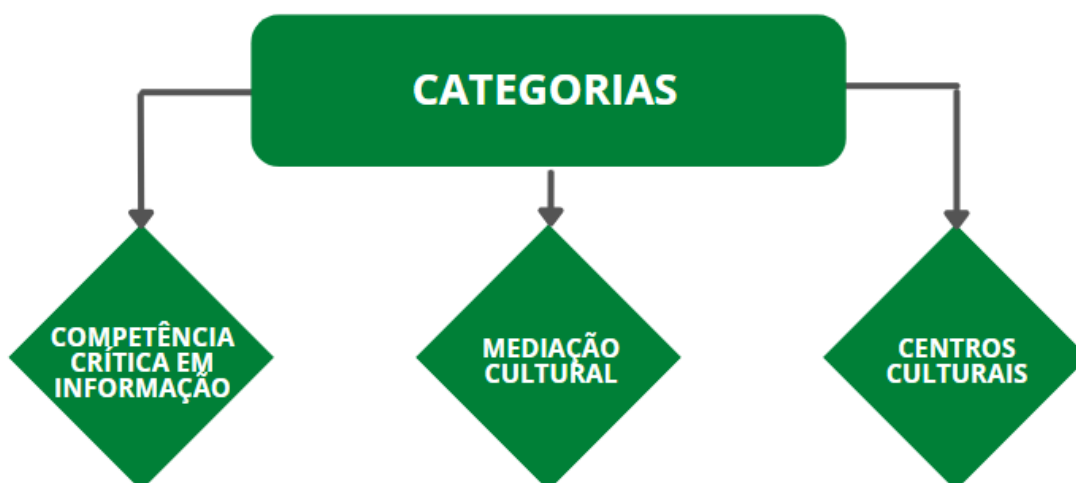 CATEGORIAS
COMPETÊNCIA
CRÍTICA EM
INFORMAÇÃO
MEDIAÇÃO
CULTURAL
CENTROS
CULTURAIS